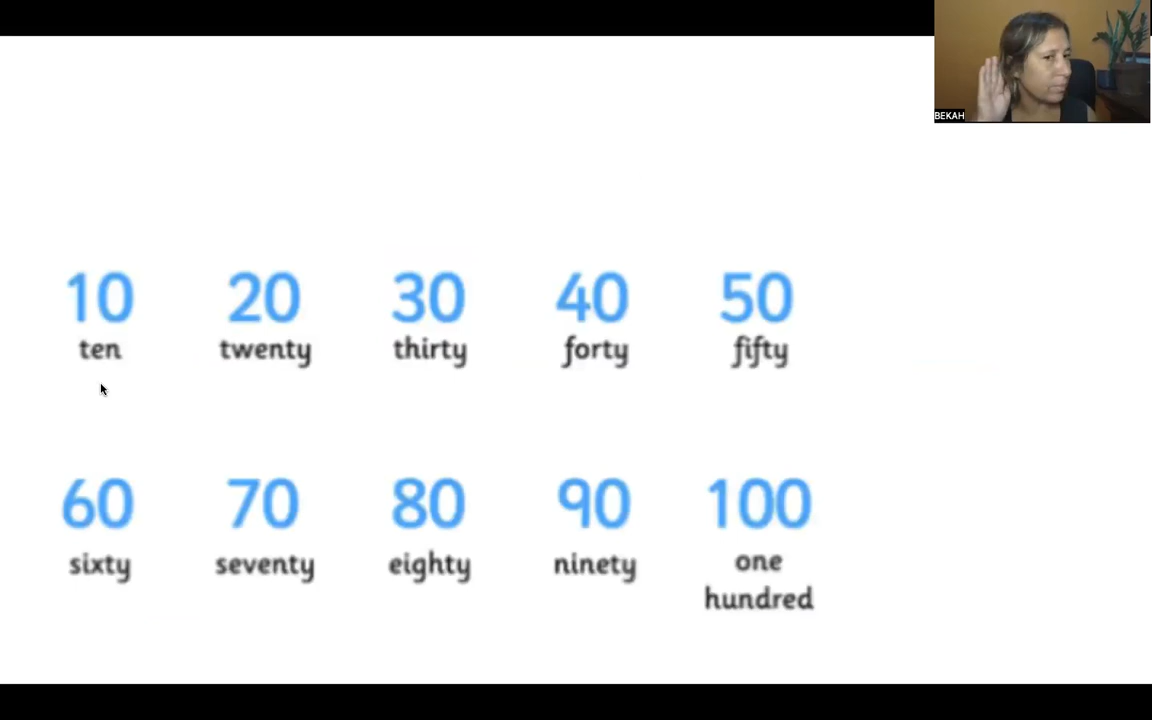 BEKAH
10 20 30 40 50
ten twenty thirty forty fifty
60 70 80 90 100
sixty seventy eighty ninety one
hundred